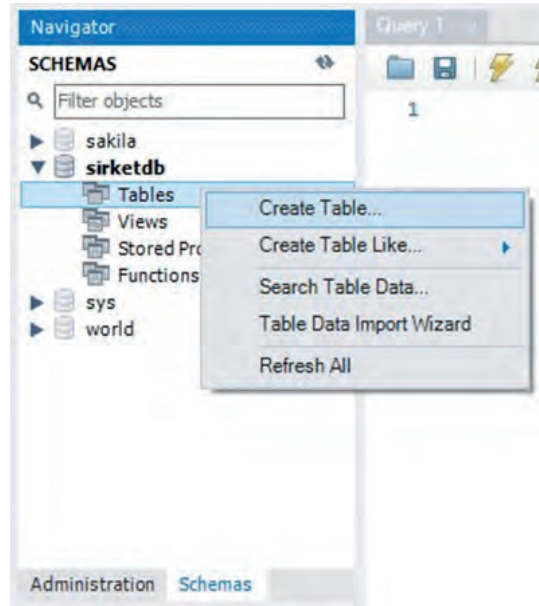 Navigator
Query 1
SCHEMAS
Filter objects
1
sakila
sirketdb
Tables
Views
Stored Pro
Functions
sys
world
Create Table...
Create Table Like...
Search Table Data...
Table Data Import Wizard
Refresh All
Administration Schemas